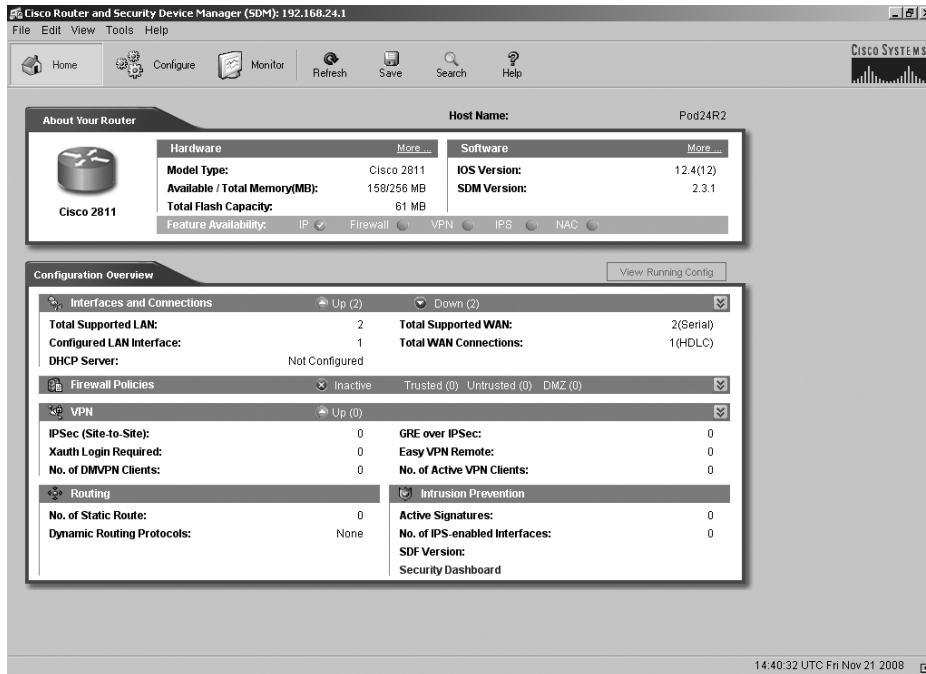 Cisco Router and Security Device Manager (SDM): 192.168.24.1
File Edit View Tools Help
Home Configure Monitor Refresh Save Search Help
CISCO SYSTEMS
About Your Router
Host Name: Pod24R2
Hardware More ... Software More ...
Model Type: Cisco 2811 IOS Version: 12.4(12)
Available / Total Memory(MB): 158/256 MB SDM Version: 2.3.1
Total Flash Capacity: 61 MB
Cisco 2811
Feature Availability: IP Firewall VPN IPS NAC
Configuration Overview View Running Config
Interfaces and Connections Up (2) Down (2)
Total Supported LAN: 2 Total Supported WAN: 2(Serial)
Configured LAN Interface: 1 Total WAN Connections: 1(HDLC)
DHCP Server: Not Configured
Firewall Policies Inactive Trusted (0) Untrusted (0) DMZ (0)
VPN Up (0)
IPSec (Site-to-Site): 0 GRE over IPSec: 0
Xauth Login Required: 0 Easy VPN Remote: 0
No. of DMVPN Clients: 0 No. of Active VPN Clients: 0
Routing Intrusion Prevention
No. of Static Route: 0 Active Signatures: 0
Dynamic Routing Protocols: None No. of IPS-enabled Interfaces: 0
SDF Version:
Security Dashboard
14:40:32 UTC Fri Nov 21 2008